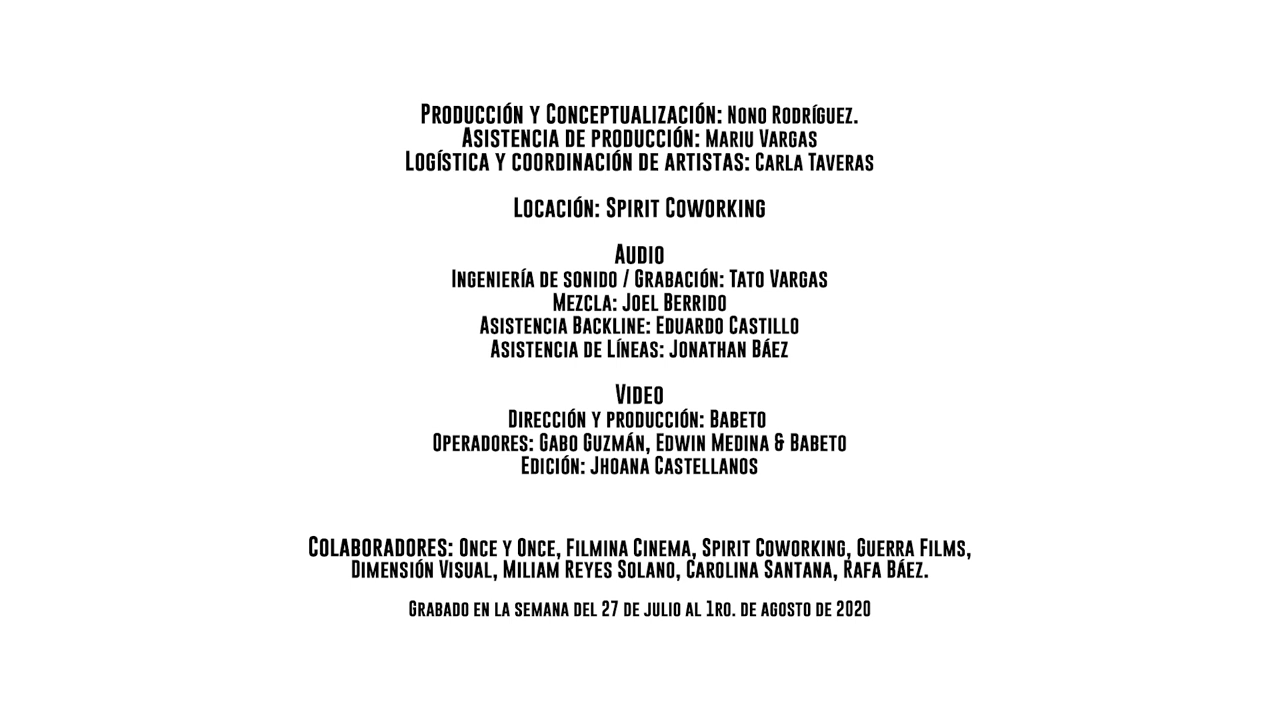 Producción y Conceptualización: Nono Rodríguez.
Asistencia de producción: Mariu Vargas
Logística y coordinación de artistas: Carla Taveras
Locación: Spirit Coworking
Audio
Ingeniería de sonido / Grabación: Tato Vargas
Mezcla: Joel Berrido
Asistencia Backline: Eduardo Castillo
Asistencia de Líneas: Jonathan Báez
Video
Dirección y producción: Babeto
Operadores: Gabo Guzmán, Edwin Medina & Babeto
Edición: Jhoana Castellanos
Colaboradores: Once y Once, Filmina Cinema, Spirit Coworking, Guerra Films,
Dimensión Visual, Miliam Reyes Solano, Carolina Santana, Rafa Báez.
Grabado en la semana del 27 de julio al 1ro. de agosto de 2020